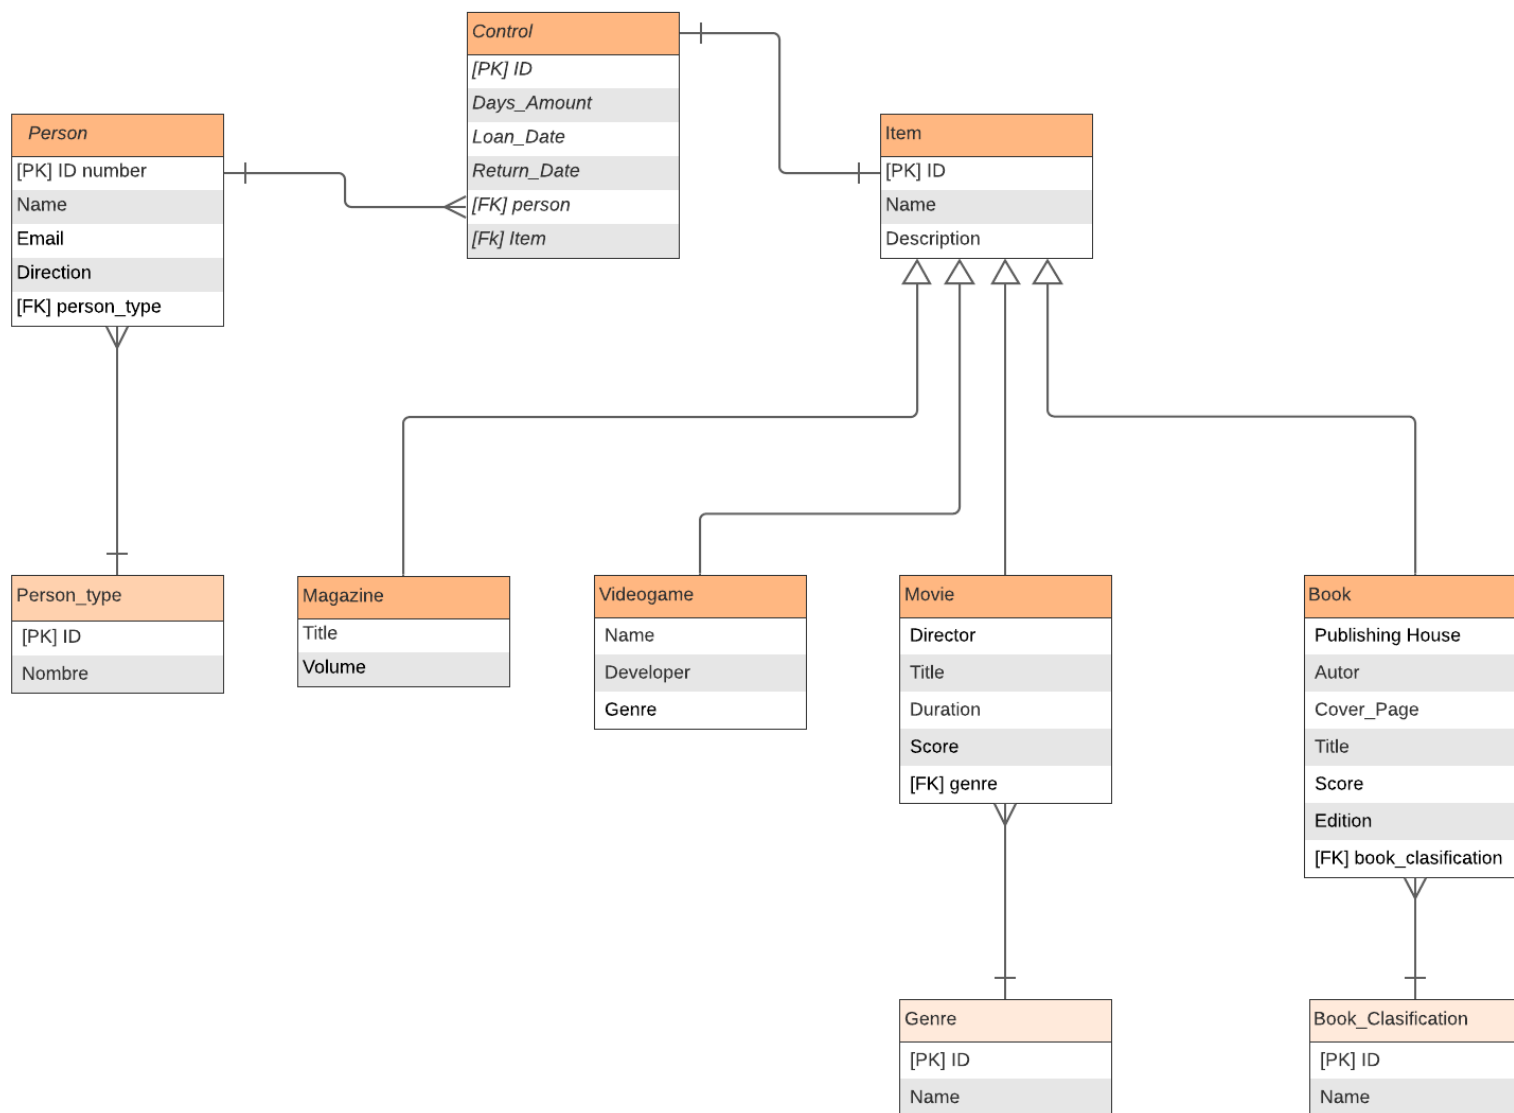 Control
[PK] ID
Days_Amount
Loan_Date
Return_Date
[FK] person
[Fk] Item
Person
[PK] ID number
Name
Email
Direction
[FK] person_type
Item
[PK] ID
Name
Description
Person_type
[PK] ID
Nombre
Magazine
Title
Volume
Videogame
Name
Developer
Genre
Movie
Director
Title
Duration
Score
[FK] genre
Book
Publishing House
Autor
Cover_Page
Title
Score
Edition
[FK] book_clasification
Genre
[PK] ID
Name
Book_Clasification
[PK] ID
Name